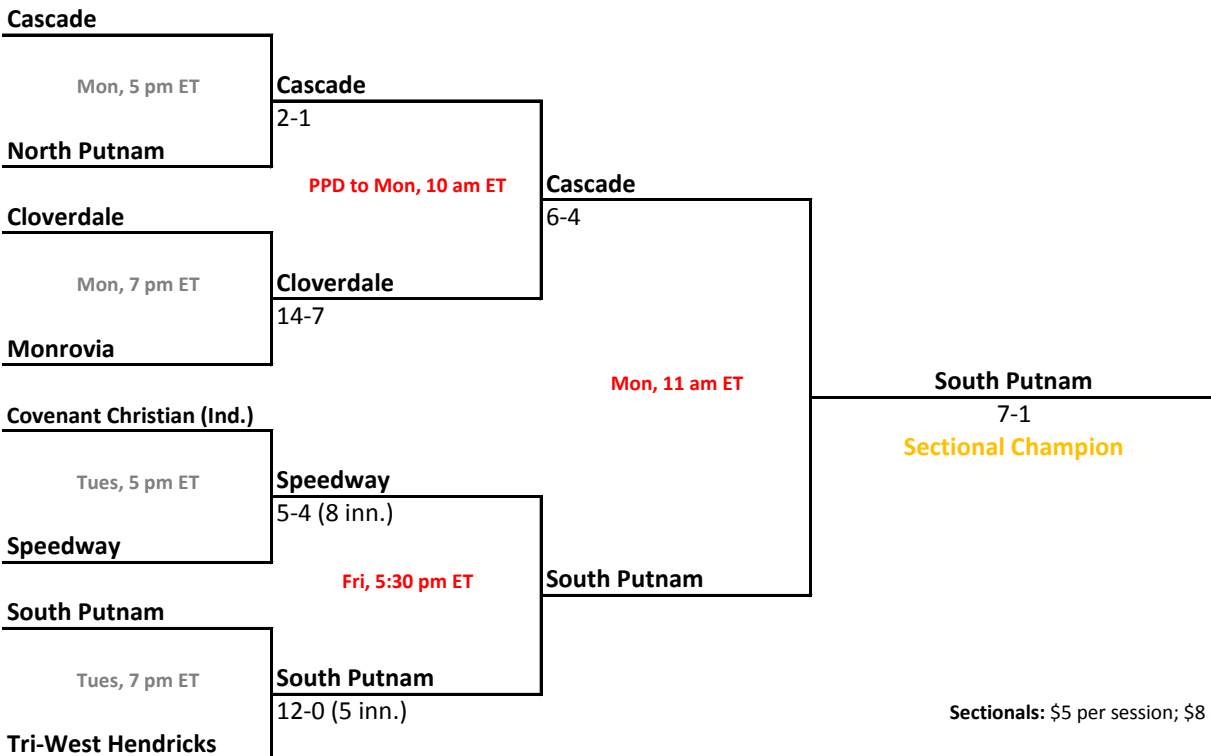 Cascade
Mon, 5 pm ET
Cascade
2-1
North Putnam
PPD to Mon, 10 am ET
Cascade
6-4
Cloverdale
Mon, 7 pm ET
Cloverdale
14-7
Monrovia
Mon, 11 am ET
South Putnam
7-1
Sectional Champion
Covenant Christian (Ind.)
Tues, 5 pm ET
Speedway
5-4 (8 inn.)
Speedway
Fri, 5:30 pm ET
South Putnam
South Putnam
Tues, 7 pm ET
South Putnam
12-0 (5 inn.)
Tri-West Hendricks
Sectionals: $5 per session; $8